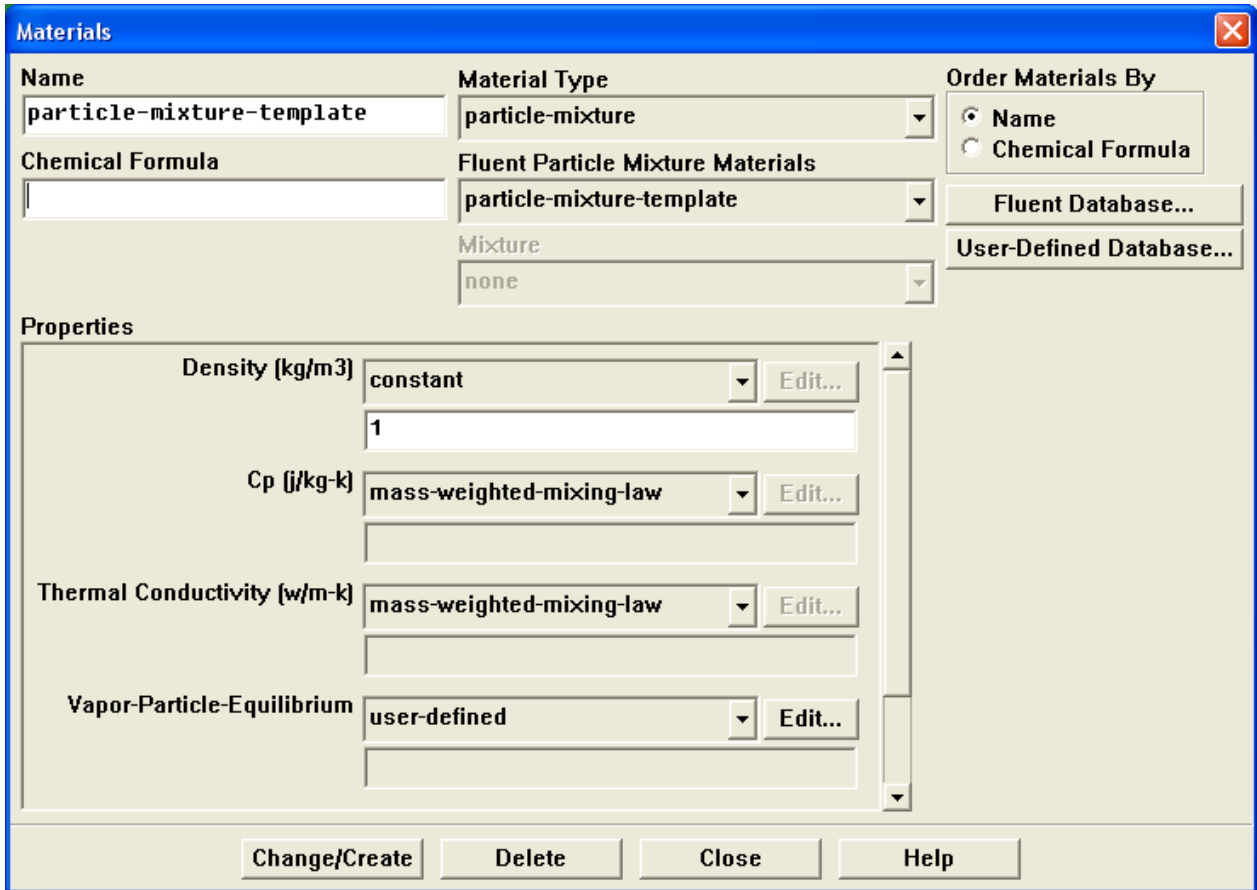 Materials
Name
particle-mixture-template
Chemical Formula
Material Type
particle-mixture
Fluent Particle Mixture Materials
particle-mixture-template
Mixture
none
Order Materials By
Name
Chemical Formula
Fluent Database...
User-Defined Database...
Properties
Density (kg/m3)
constant
Edit...
1
Cp (j/kg-k)
mass-weighted-mixing-law
Edit...
Thermal Conductivity (w/m-k)
mass-weighted-mixing-law
Edit...
Vapor-Particle-Equilibrium
user-defined
Edit...
Change/Create
Delete
Close
Help